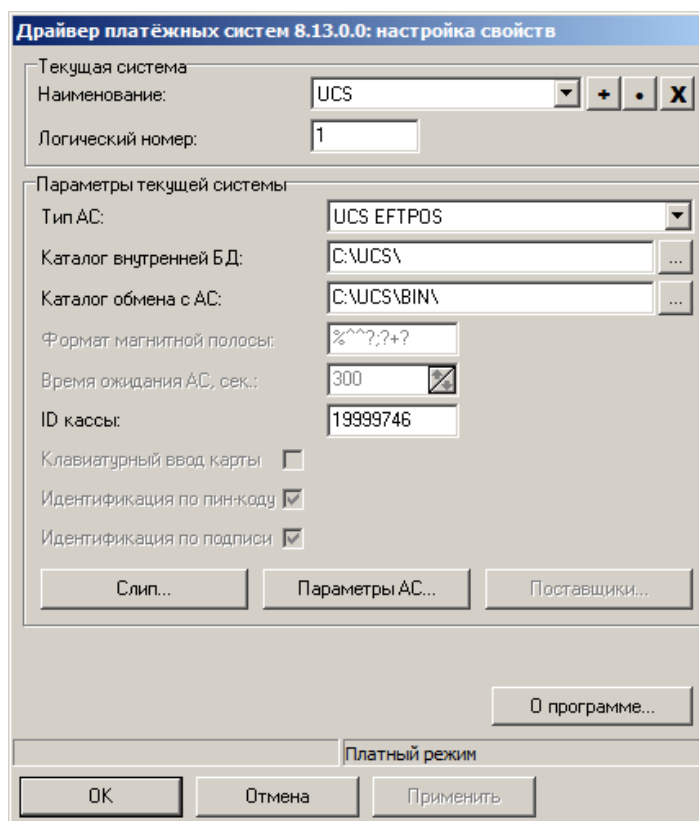 Драйвер платёжных систем 8.13.0.0: настройка свойств
Текущая система
Наименование: UCS + • X
Логический номер: 1
Параметры текущей системы
Тип АС: UCS EFTPOS
Каталог внутренней БД: C:\UCS\ ...
Каталог обмена с АС: C:\UCS\BIN\ ...
Формат магнитной полосы: %^^?;?+?
Время ожидания АС, сек.: 300
ID кассы: 19999746
Клавиатурный ввод карты
Идентификация по пин-коду
Идентификация по подписи
Слип... Параметры АС... Поставщики...
О программе...
Платный режим
ОК Отмена Применить